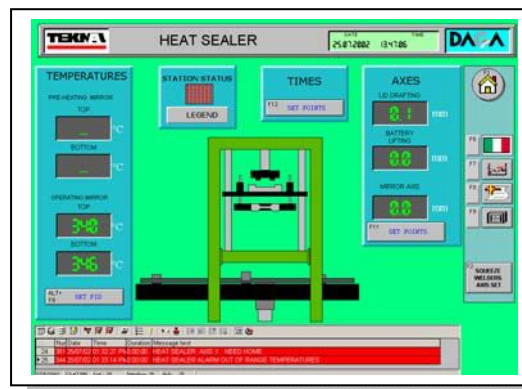 TEKNA
HEAT SEALER
DATE TIME
25.07.2002 13:47:06
DAGA
TEMPERATURES
PRE-HEATING MIRROR
TOP
°C
BOTTOM
°C
OPERATING MIRROR
TOP
340 °C
BOTTOM
346 °C
ALT+
F9
SET PID
STATION STATUS
LEGEND
TIMES
F12
SET POINTS
AXES
LID DRAFTING
0.1 mm
BATTERY
LIFTING
0.0 mm
MIRROR AXIS
0.0 mm
F11
SET POINTS
F6
F7
F8
F9
F2
SQUEEZE
WELDERS
AXIS SET
Num Date Time Duration Message text
HEAT SEALER AXIS 1 : NEED HOME
HEAT SEALER ALARM OUT OF RANGE TEMPERATURES